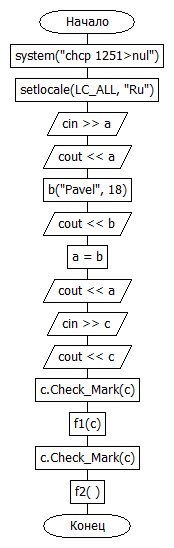 Начало
system("chcp 1251>nul")
setlocale(LC_ALL, "Ru")
cin >> a
cout << a
b("Pavel", 18)
cout << b
a = b
cout << a
cin >> c
cout << c
c.Check_Mark(c)
f1(c)
c.Check_Mark(c)
f2( )
Конец